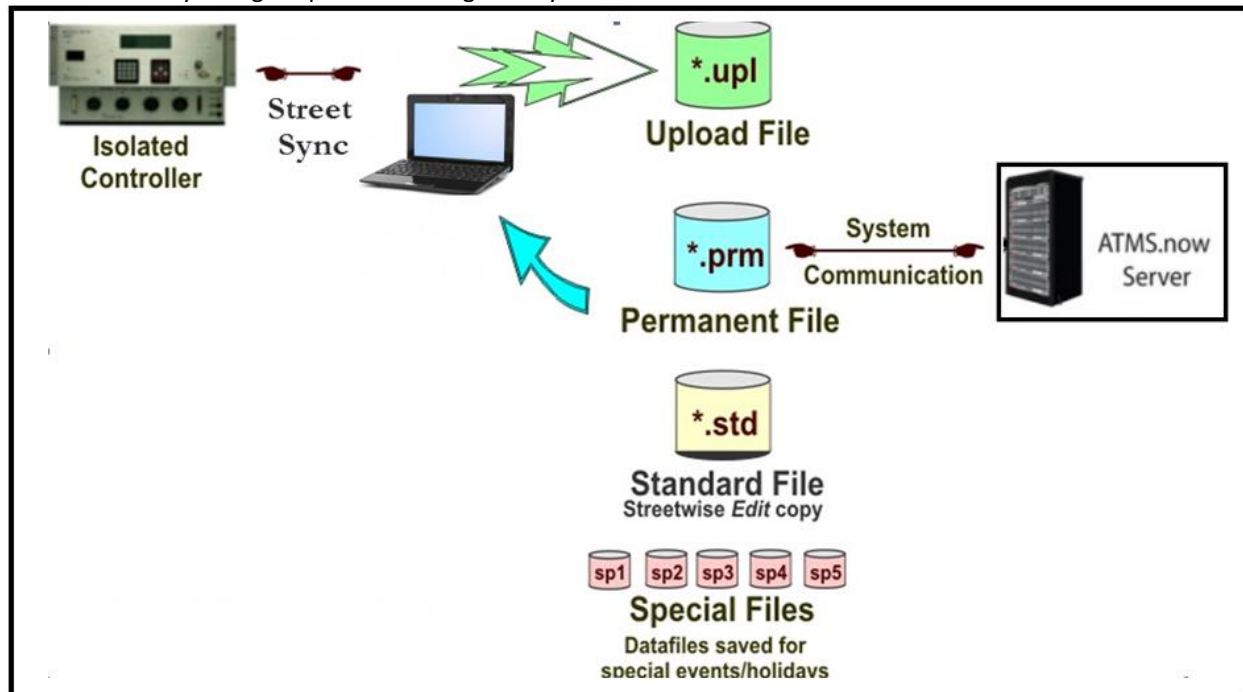 Isolated
Controller
Street
Sync
*.upl
Upload File
*.prm
Permanent File
System
Communication
ATMS.now
Server
*.std
Standard File
Streetwise Edit copy
sp1 sp2 sp3 sp4 sp5
Special Files
Datafiles saved for
special events/holidays